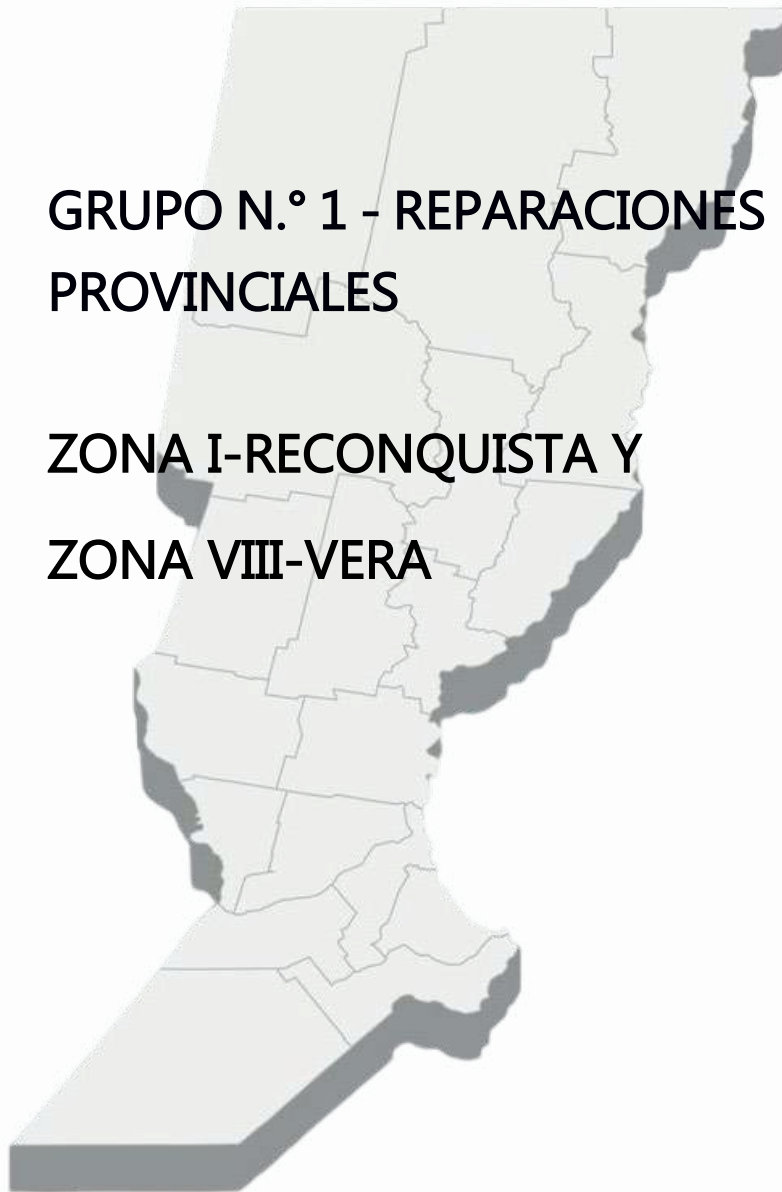 GRUPO N.° 1 - REPARACIONES
PROVINCIALES
ZONA I-RECONQUISTA Y
ZONA VIII-VERA